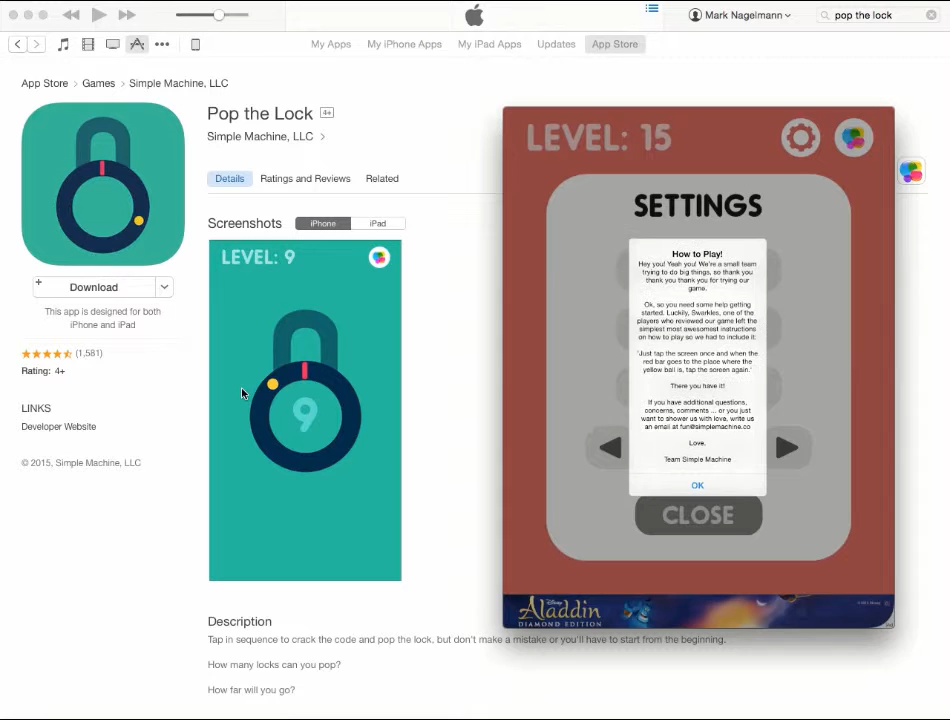 Mark Nagelmann
pop the lock
My Apps
My iPhone Apps
My iPad Apps
Updates
App Store
App Store > Games > Simple Machine, LLC
Pop the Lock 4+
Simple Machine, LLC >
Details
Ratings and Reviews
Related
Screenshots
iPhone
iPad
LEVEL: 9
9
+ Download
This app is designed for both
iPhone and iPad
(1,581)
Rating: 4+
LINKS
Developer Website
© 2015, Simple Machine, LLC
LEVEL: 15
SETTINGS
How to Play!
Hey you! Yeah you! We're a small team
trying to do big things, so thank you
thank you thank you for trying our
game.
Ok, so you need some help getting
started. Luckily, Swarkles, one of the
players who reviewed our game left the
simplest most awesomest instructions
on how to play so we had to include it:
'Just tap the screen once and when the
red bar goes to the place where the
yellow ball is, tap the screen again.'
There you have it!
If you have additional questions,
concerns, comments ... or you just
want to shower us with love, write us
an email at fun@simplemachine.co
Love,
Team Simple Machine
OK
CLOSE
Disney
Aladdin
DIAMOND EDITION
Description
Tap in sequence to crack the code and pop the lock, but don't make a mistake or you'll have to start from the beginning.
How many locks can you pop?
How far will you go?